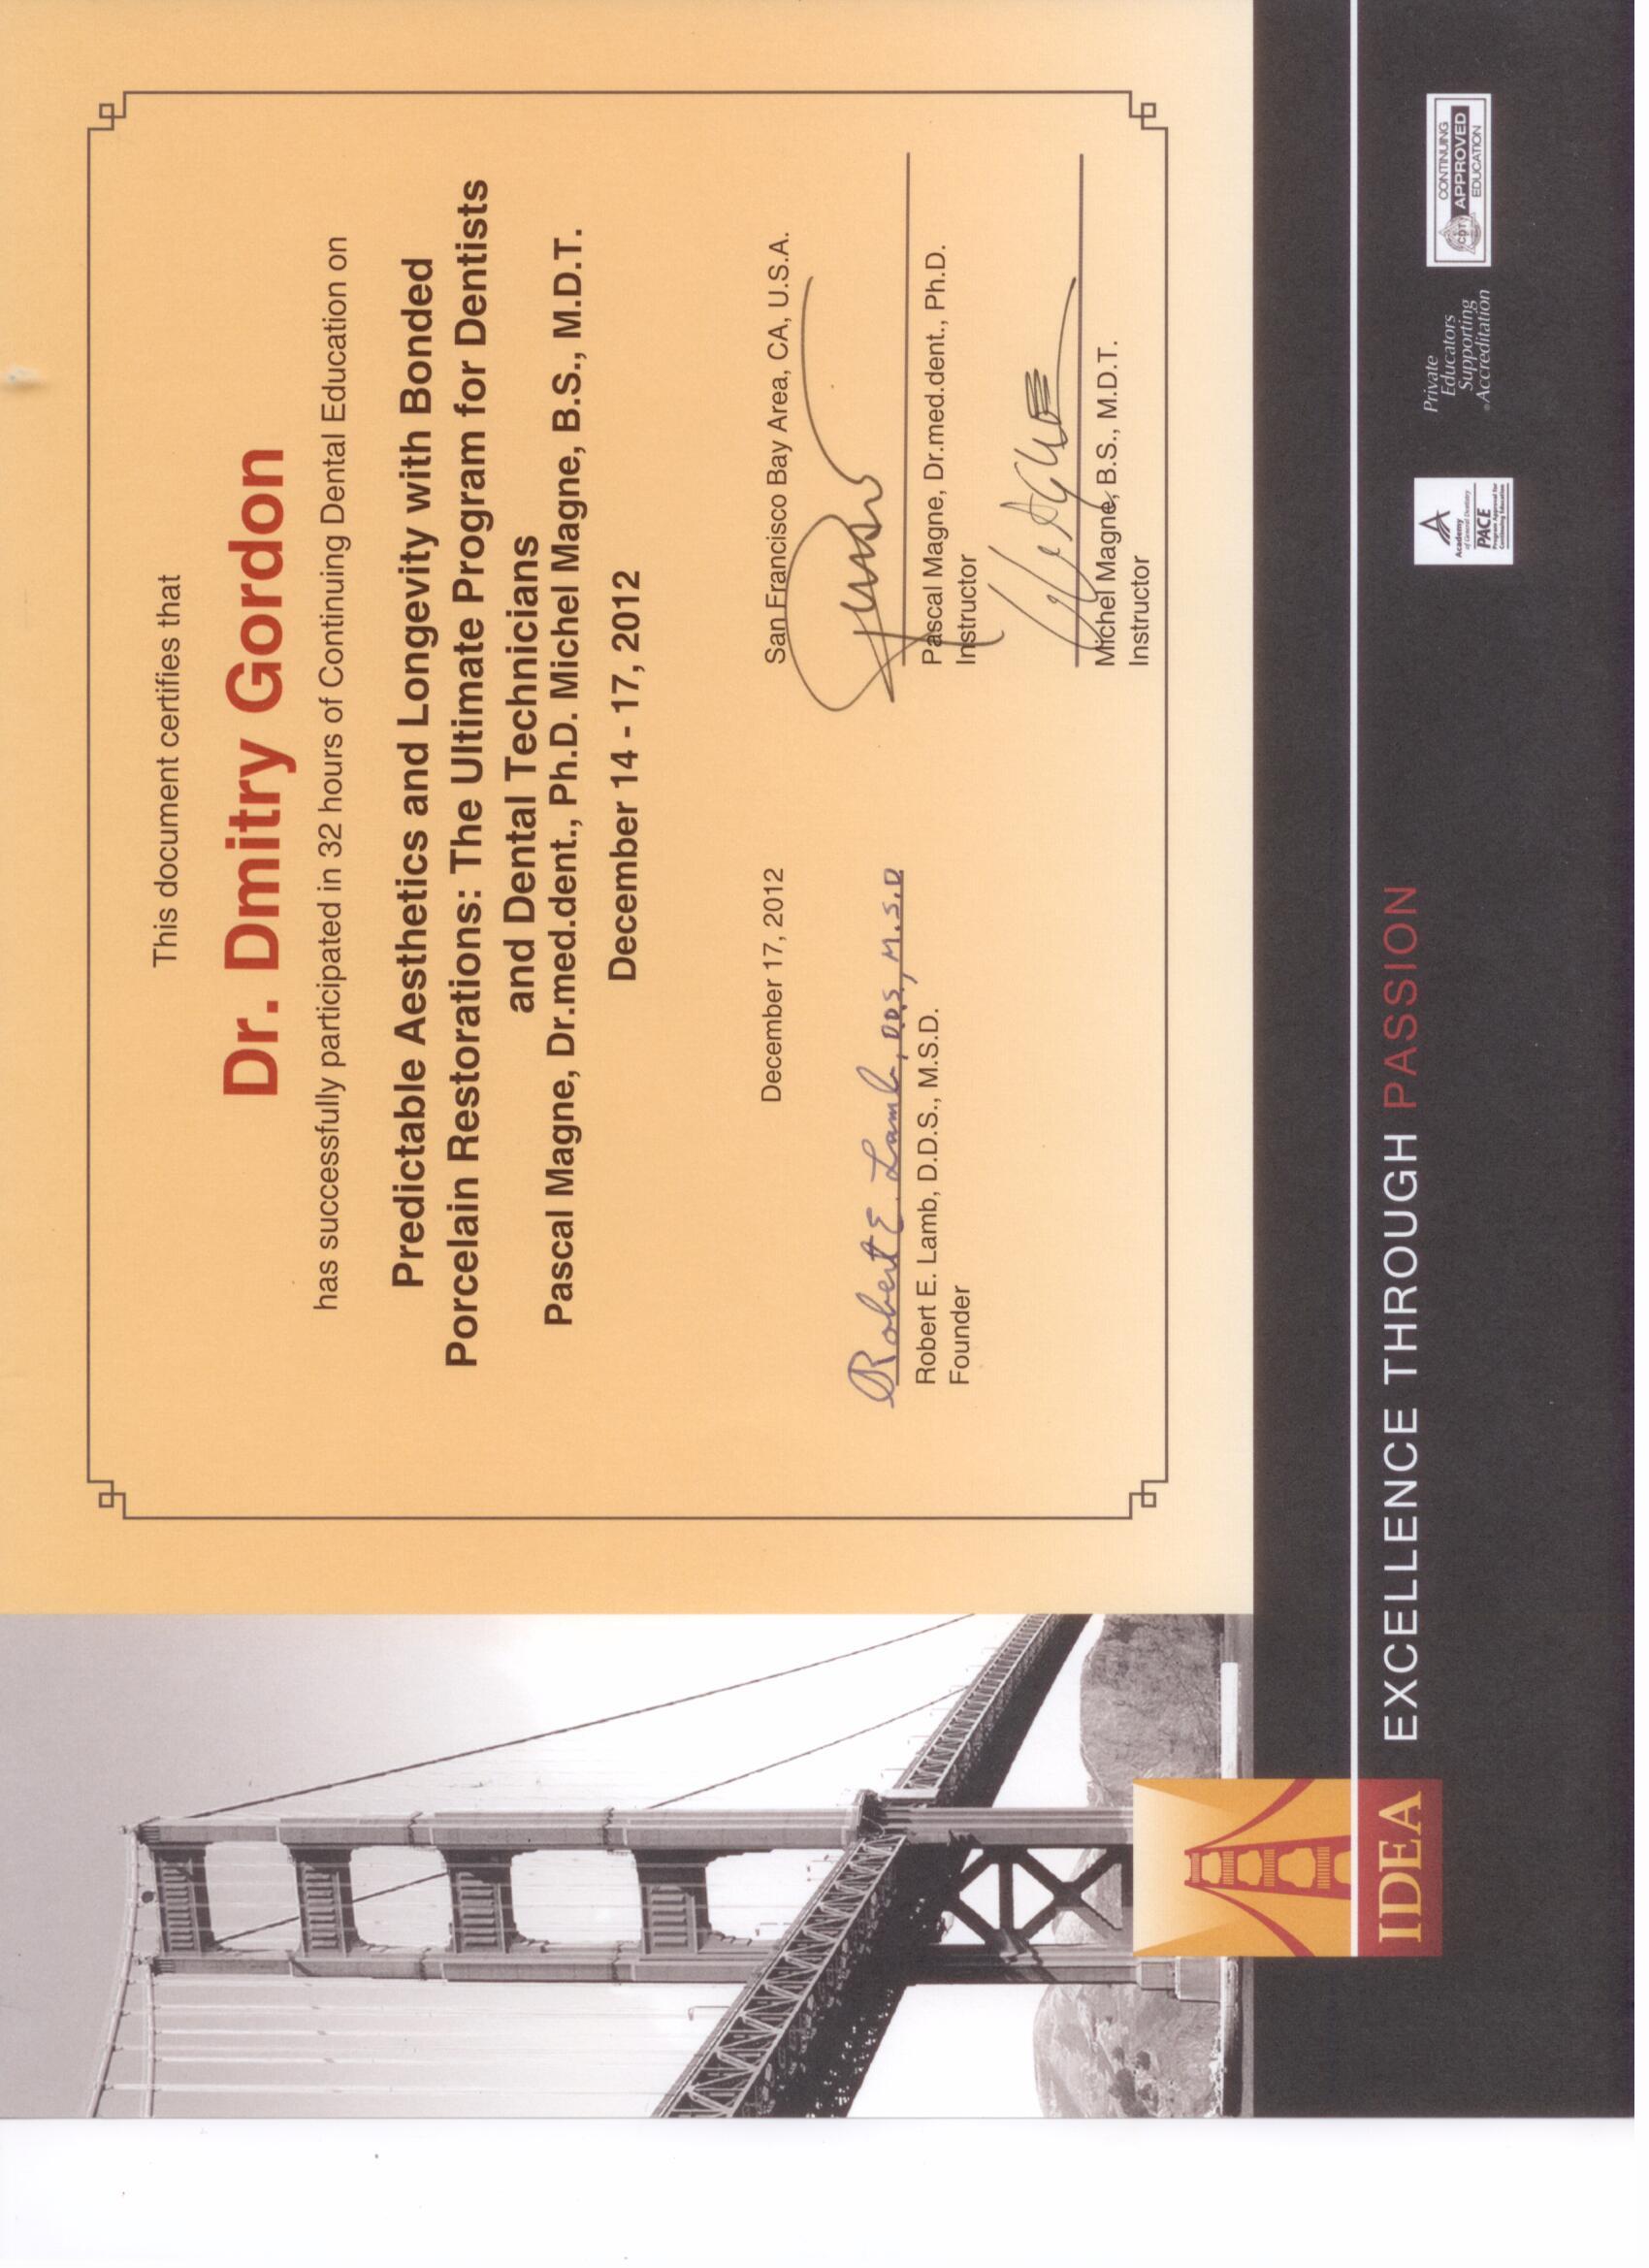 This document certifies that
Dr. Dmitry Gordon
has successfully participated in 32 hours of Continuing Dental Education on
Predictable Aesthetics and Longevity with Bonded
Porcelain Restorations: The Ultimate Program for Dentists
and Dental Technicians
Pascal Magne, Dr.med.dent., Ph.D. Michel Magne, B.S., M.D.T.
December 14 - 17, 2012
December 17, 2012
San Francisco Bay Area, CA, U.S.A.
Robert E. Lamb, D.D.S., M.S.D
Robert E. Lamb, D.D.S., M.S.D.
Founder
Pascal Magne, Dr.med.dent., Ph.D.
Instructor
Michel Magne, B.S., M.D.T.
Instructor
IDEA
EXCELLENCE THROUGH PASSION
Academy
of General Dentistry
PACE
Program Approval for
Continuing Education
Private
Educators
Supporting
Accreditation
CDT
CONTINUING
APPROVED
EDUCATION